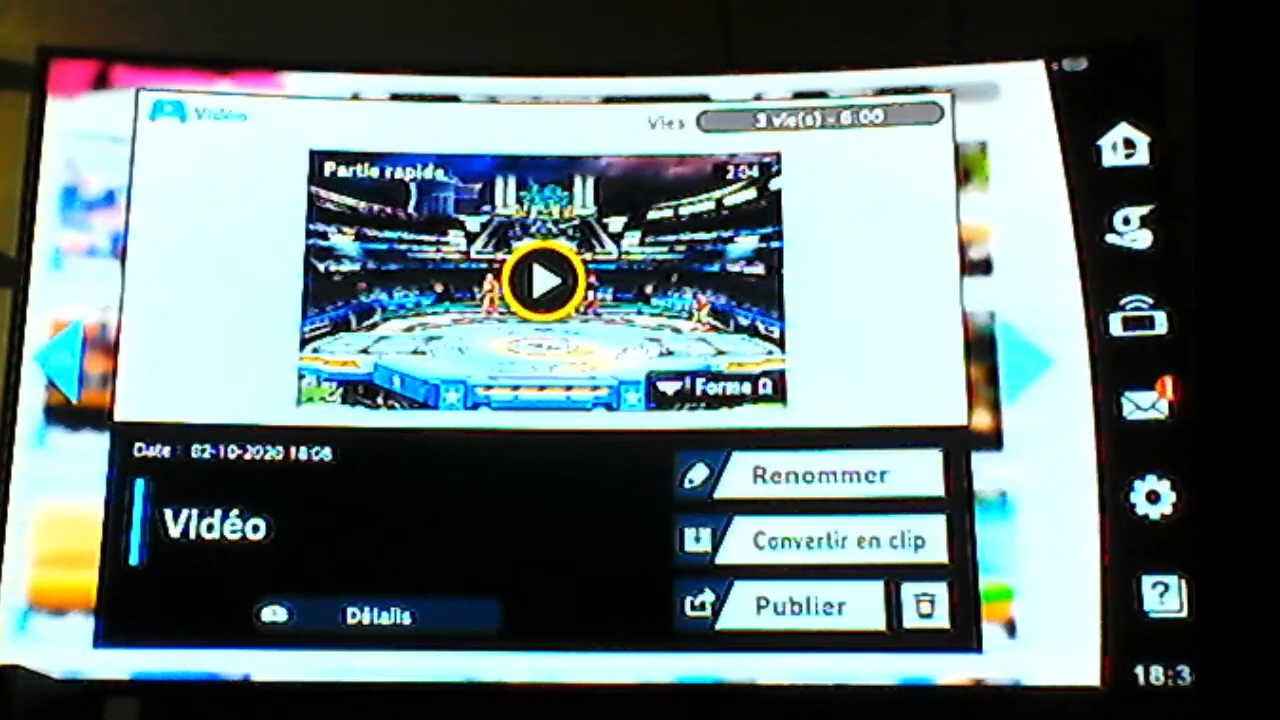 Vidéo
Vies 3 vie(s) - 6:00
Partie rapide
2:04
Forme Ω
Date : 02-10-2020 18:08
Vidéo
Renommer
Convertir en clip
Publier
Détails
?
18:3